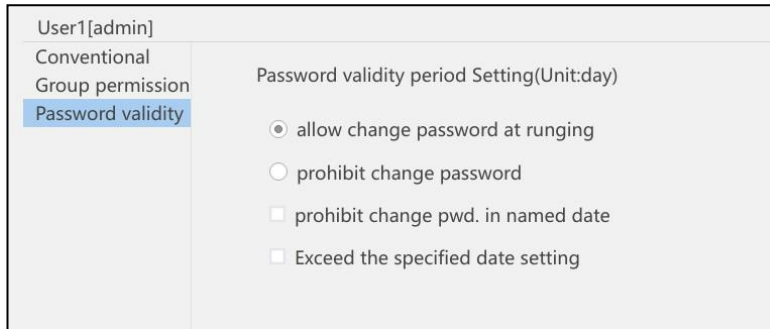 User1[admin]
Conventional
Group permission
Password validity
Password validity period Setting(Unit:day)
allow change password at runging
prohibit change password
prohibit change pwd. in named date
Exceed the specified date setting